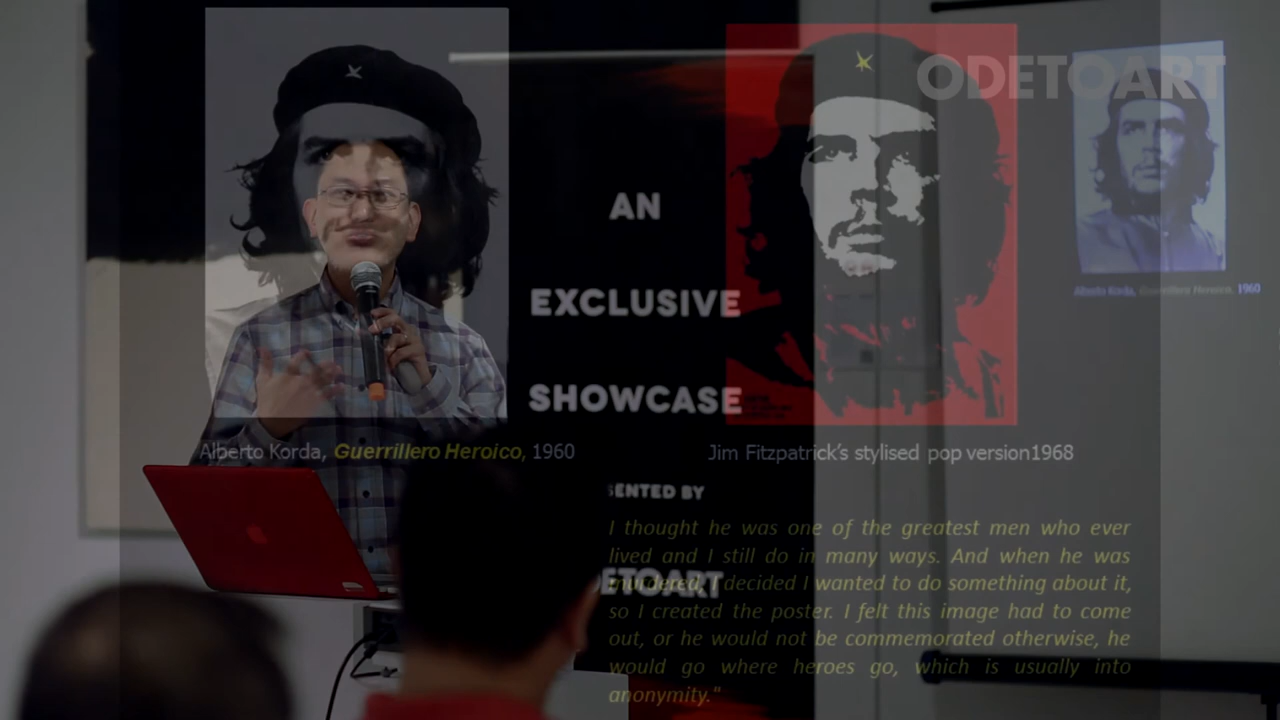 ODETOART
AN
EXCLUSIVE
SHOWCASE
Alberto Korda, Guerrillero Heroico, 1960
Alberto Korda, Guerrillero Heroico, 1960
Jim Fitzpatrick's stylised pop version1968
SENTED BY
DETOART
I thought he was one of the greatest men who ever
lived and I still do in many ways. And when he was
murdered, I decided I wanted to do something about it,
so I created the poster. I felt this image had to come
out, or he would not be commemorated otherwise, he
would go where heroes go, which is usually into
anonymity."